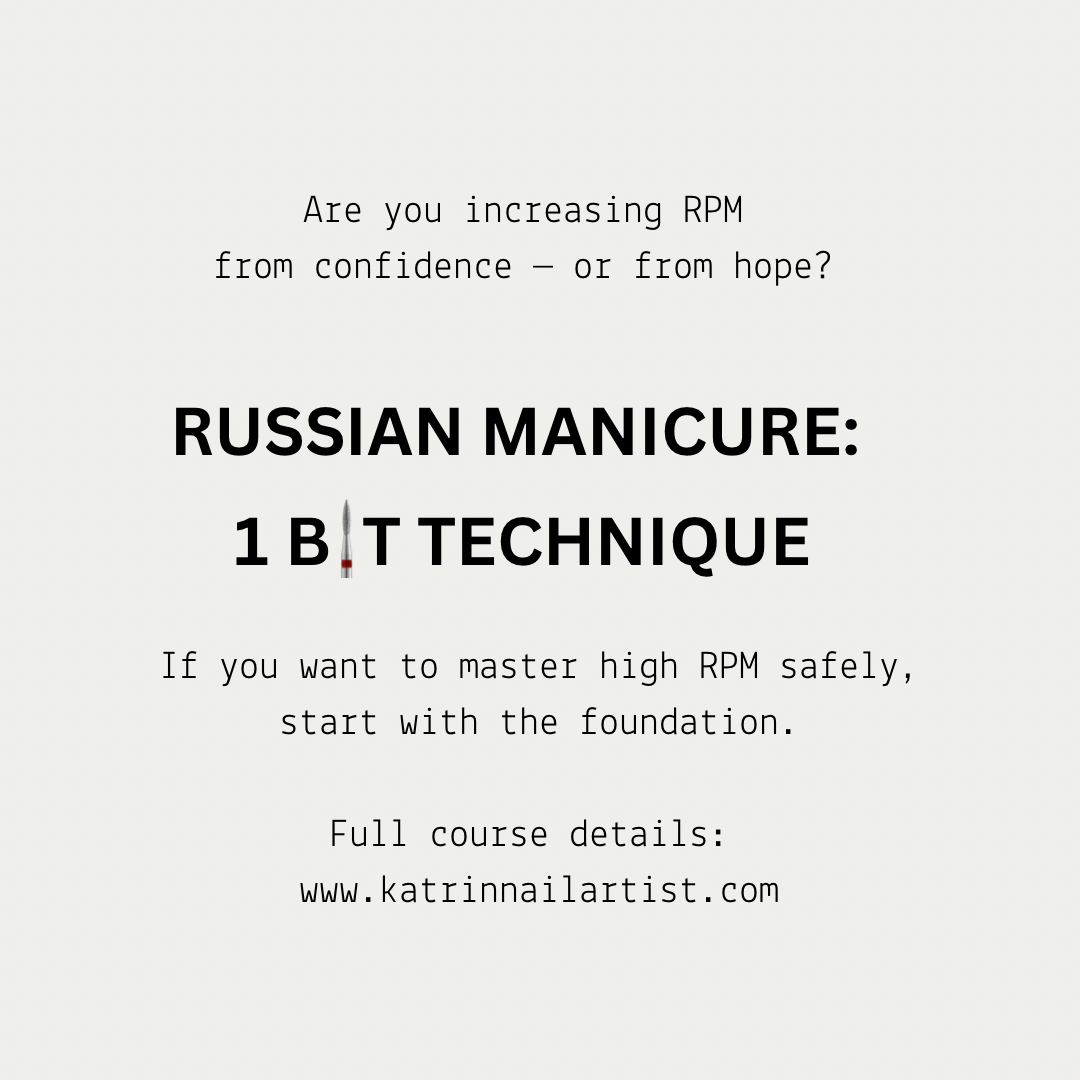 Are you increasing RPM
from confidence — or from hope?
RUSSIAN MANICURE:
1 BIT TECHNIQUE
If you want to master high RPM safely,
start with the foundation.
Full course details:
www.katrinnailartist.com